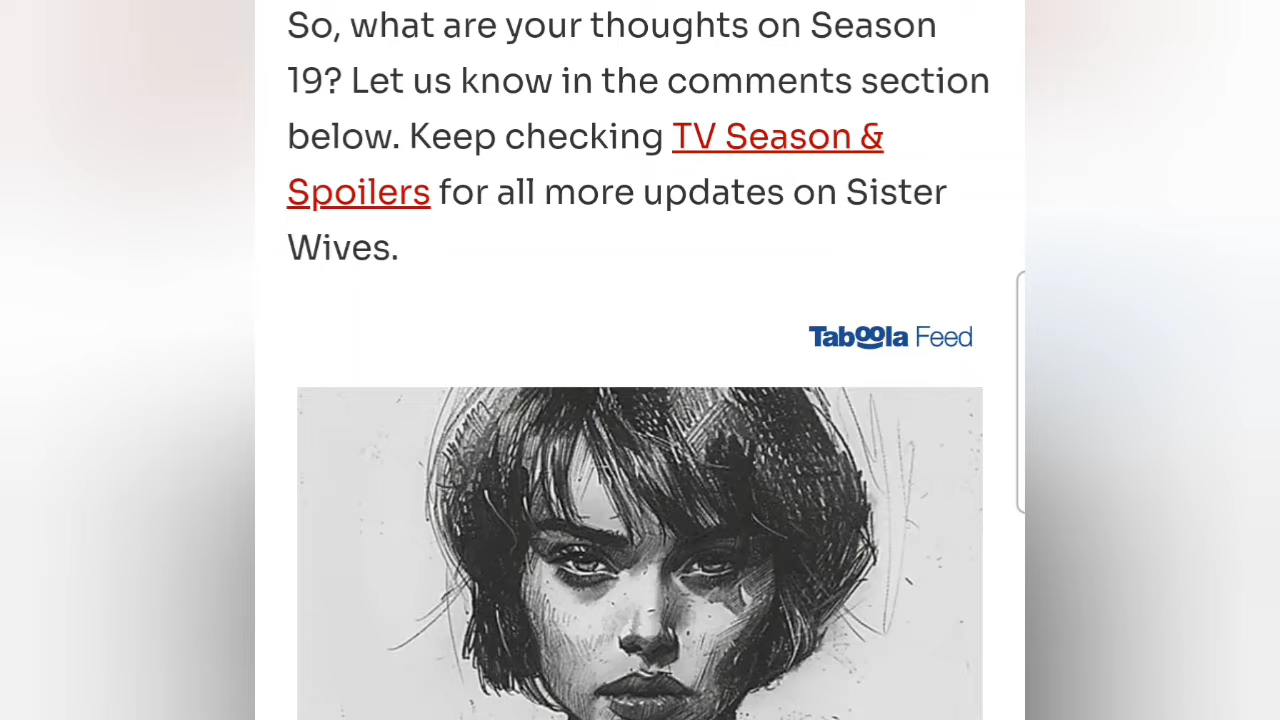 So, what are your thoughts on Season
19? Let us know in the comments section
below. Keep checking TV Season &
Spoilers for all more updates on Sister
Wives.
Taboola Feed